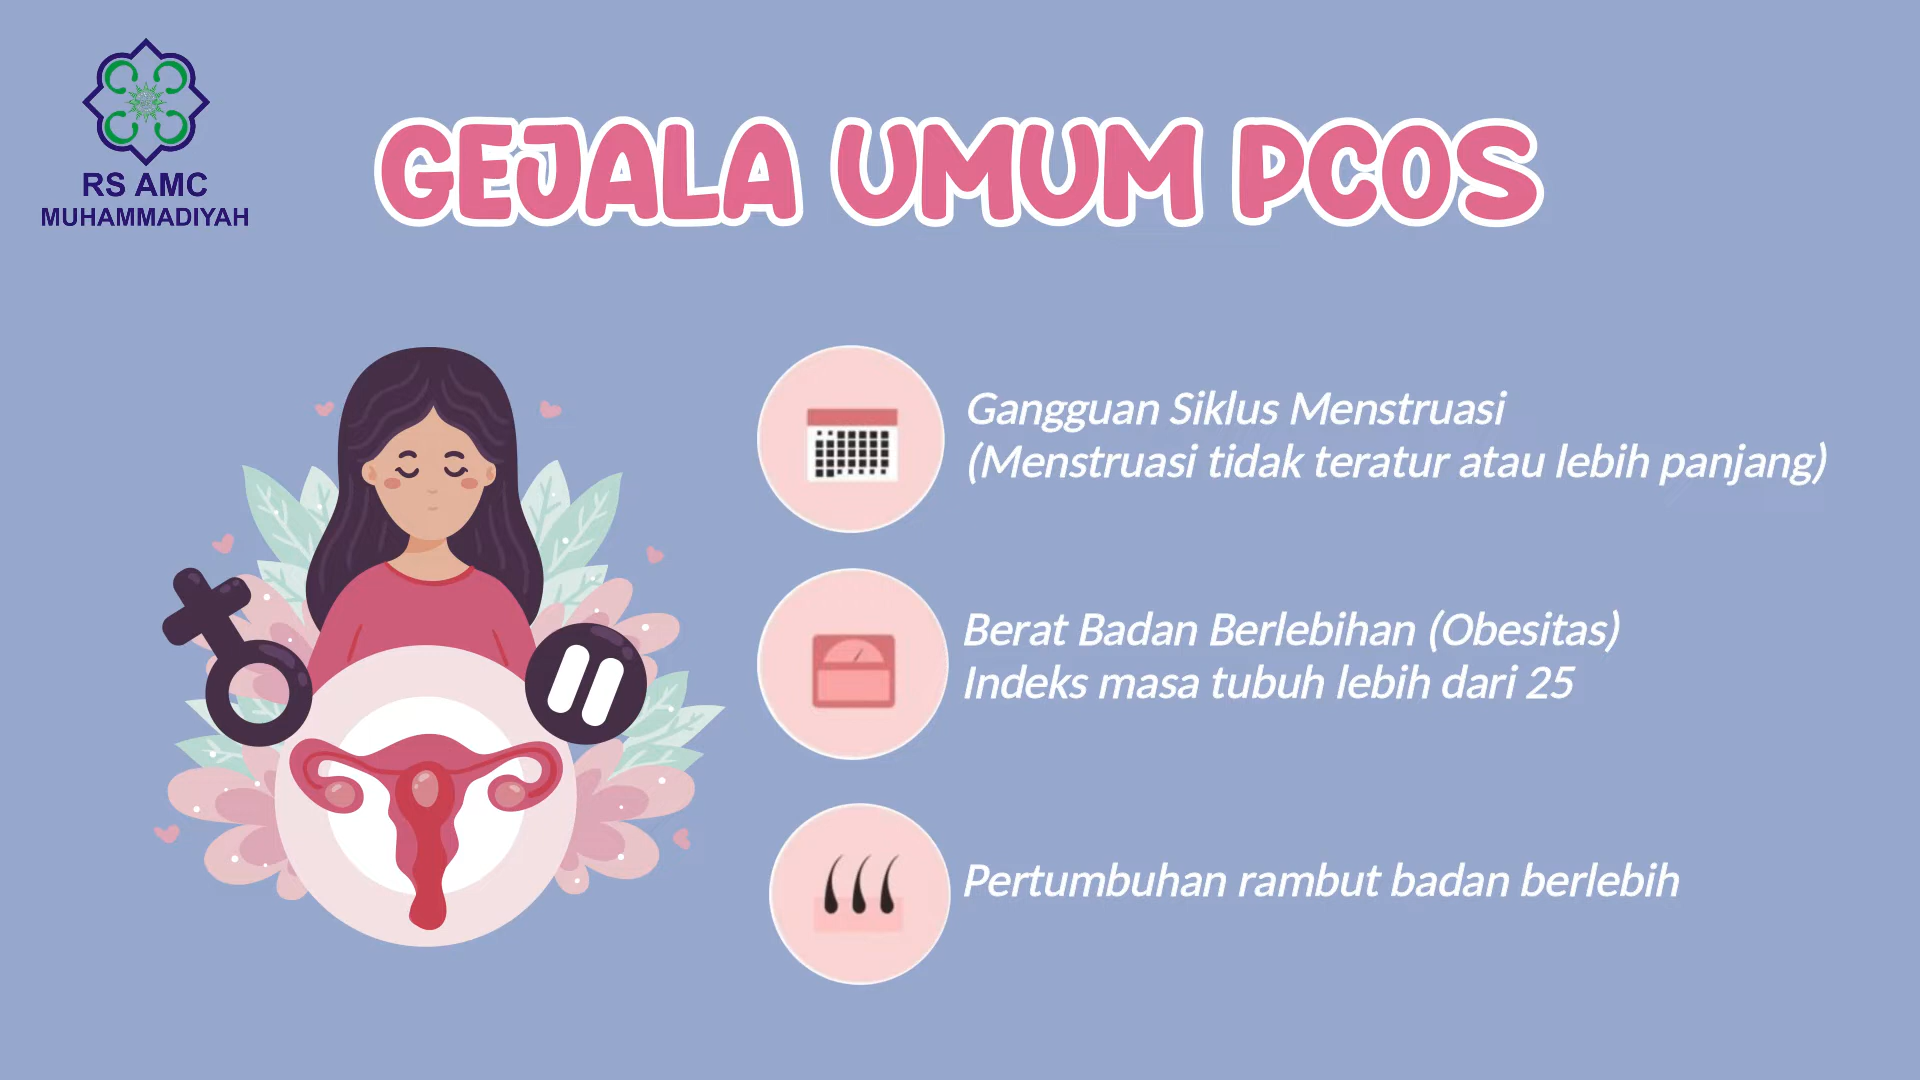 RS AMC
MUHAMMADIYAH
GEJALA UMUM PCOS
Gangguan Siklus Menstruasi
(Menstruasi tidak teratur atau lebih panjang)
Berat Badan Berlebihan (Obesitas)
Indeks masa tubuh lebih dari 25
Pertumbuhan rambut badan berlebih